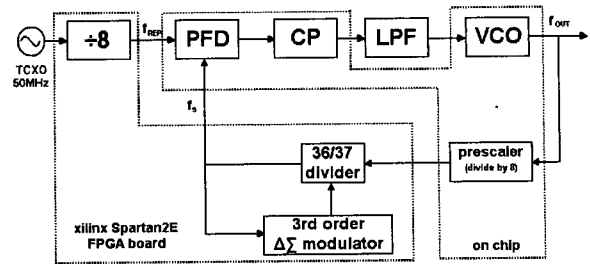 TCXO
50MHz
÷8
fREP
PFD
CP
LPF
VCO
fOUT
fs
36/37
divider
prescaler
(divide by 8)
3rd order
ΔΣ modulator
xilinx Spartan2E
FPGA board
on chip